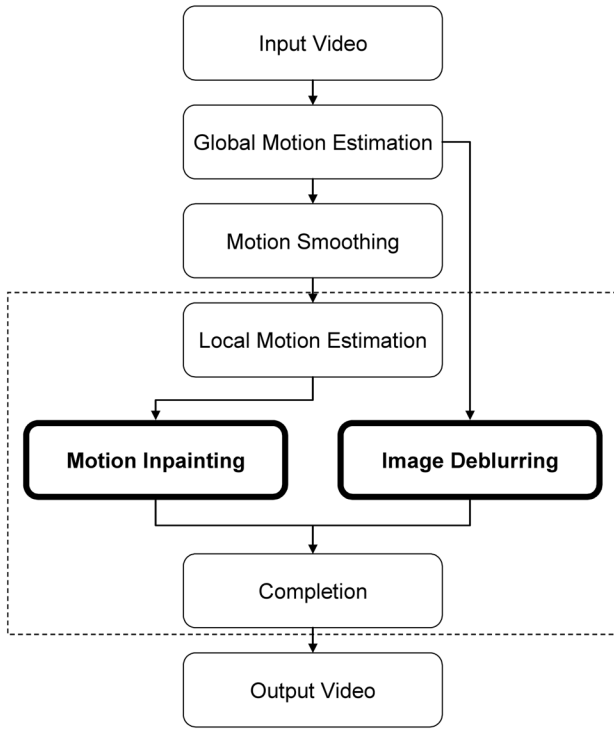 Input Video
Global Motion Estimation
Motion Smoothing
Local Motion Estimation
Motion Inpainting
Image Deblurring
Completion
Output Video